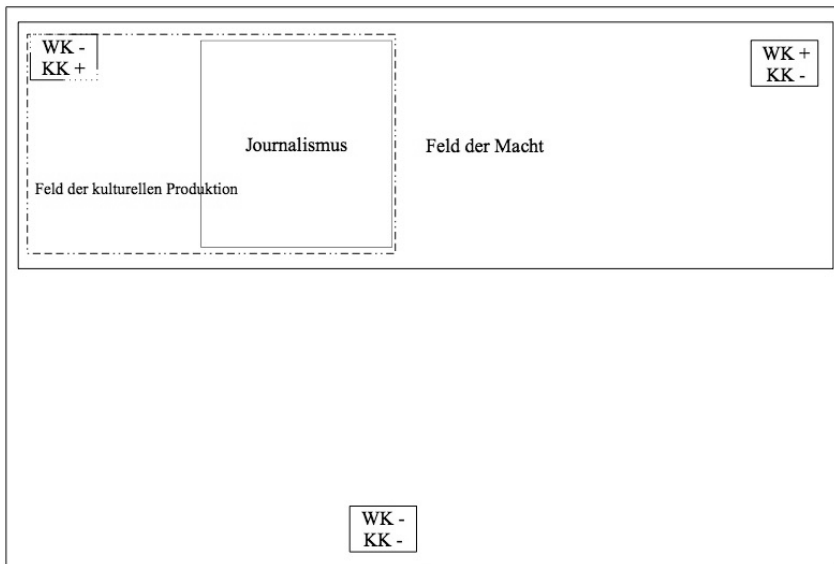 WK -
KK +
WK +
KK -
Journalismus
Feld der Macht
Feld der kulturellen Produktion
WK -
KK -